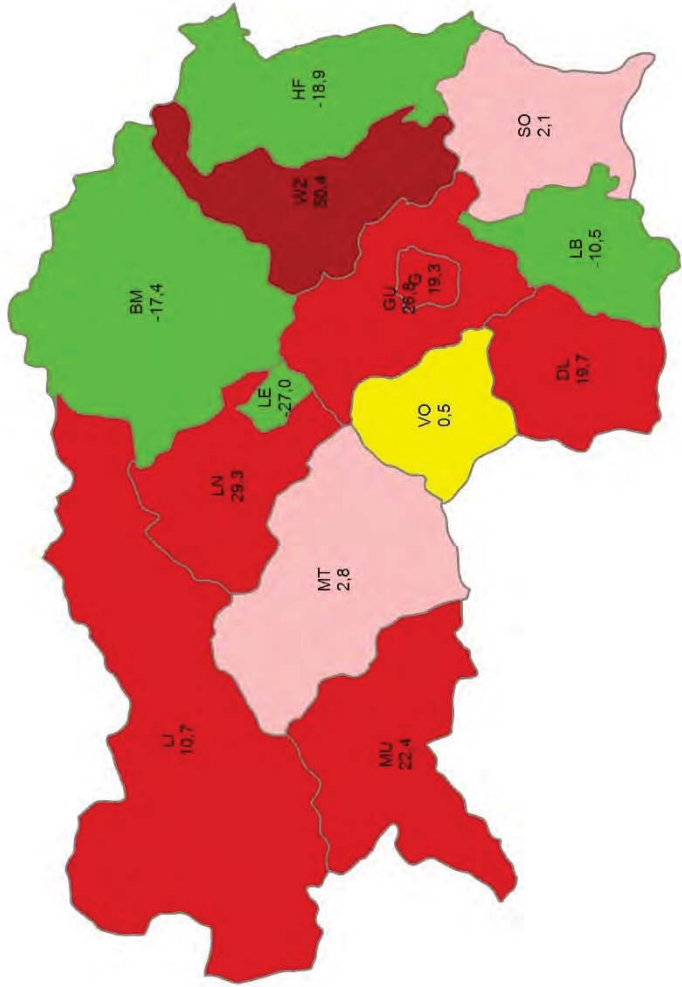 BM
-17,4
LI
10,7
LN
29,3
LE
-27,0
WZ
HF
-18,9
MT
2,8
MU
22,4
GU
26,8
G
19,3
VO
0,5
SO
2,1
DL
19,7
LB
-10,5